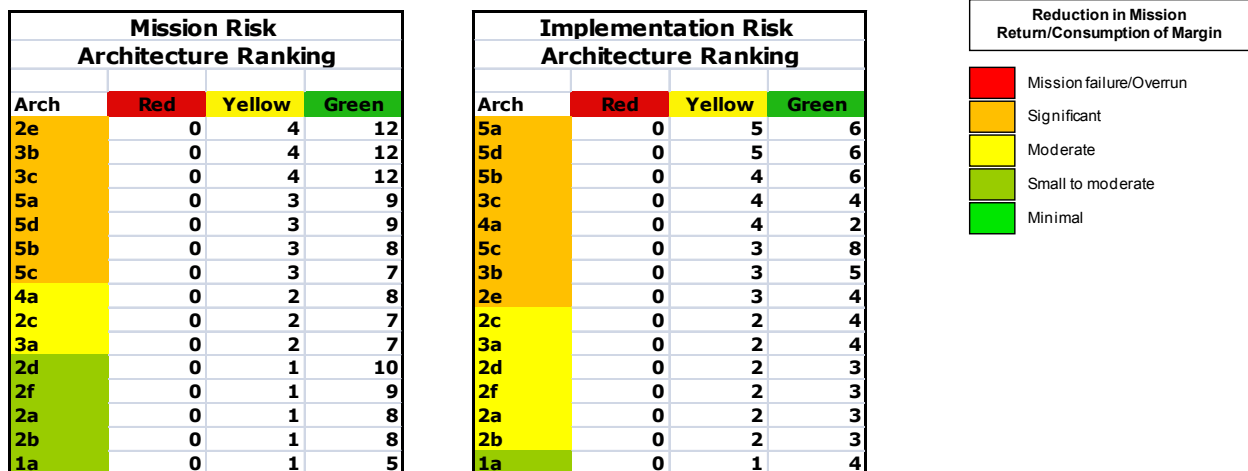 Mission Risk
Architecture Ranking
Arch Red Yellow Green
2e 0 4 12
3b 0 4 12
3c 0 4 12
5a 0 3 9
5d 0 3 9
5b 0 3 8
5c 0 3 7
4a 0 2 8
2c 0 2 7
3a 0 2 7
2d 0 1 10
2f 0 1 9
2a 0 1 8
2b 0 1 8
1a 0 1 5
Implementation Risk
Architecture Ranking
Arch Red Yellow Green
5a 0 5 6
5d 0 5 6
5b 0 4 6
3c 0 4 4
4a 0 4 2
5c 0 3 8
3b 0 3 5
2e 0 3 4
2c 0 2 4
3a 0 2 4
2d 0 2 3
2f 0 2 3
2a 0 2 3
2b 0 2 3
1a 0 1 4
Reduction in Mission
Return/Consumption of Margin
Mission failure/Overrun
Significant
Moderate
Small to moderate
Minimal